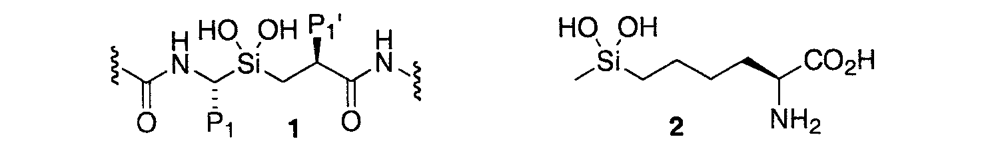 HO OH P1'
H N Si H N
O P1 1 O
HO OH
Si CO2H
2 NH2